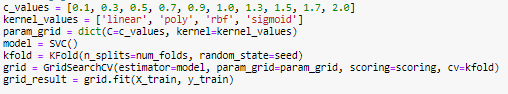 c_values = [0.1, 0.3, 0.5, 0.7, 0.9, 1.0, 1.3, 1.5, 1.7, 2.0]
kernel_values = ['linear', 'poly', 'rbf', 'sigmoid']
param_grid = dict(C=c_values, kernel=kernel_values)
model = SVC()
kfold = KFold(n_splits=num_folds, random_state=seed)
grid = GridSearchCV(estimator=model, param_grid=param_grid, scoring=scoring, cv=kfold)
grid_result = grid.fit(X_train, y_train)